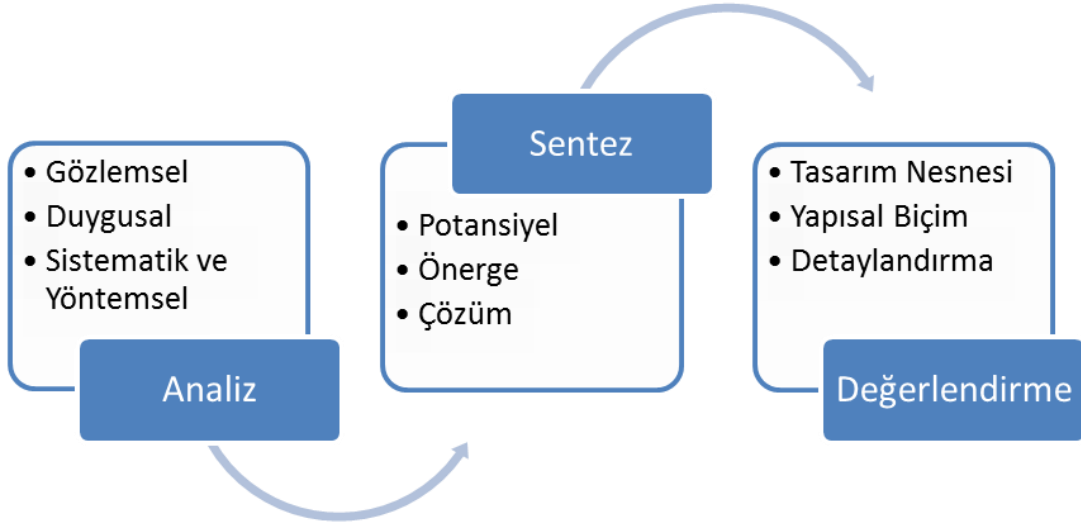 • Gözlemsel
• Duygusal
• Sistematik ve
Yöntemsel
Analiz
Sentez
• Potansiyel
• Önerge
• Çözüm
• Tasarım Nesnesi
• Yapısal Biçim
• Detaylandırma
Değerlendirme